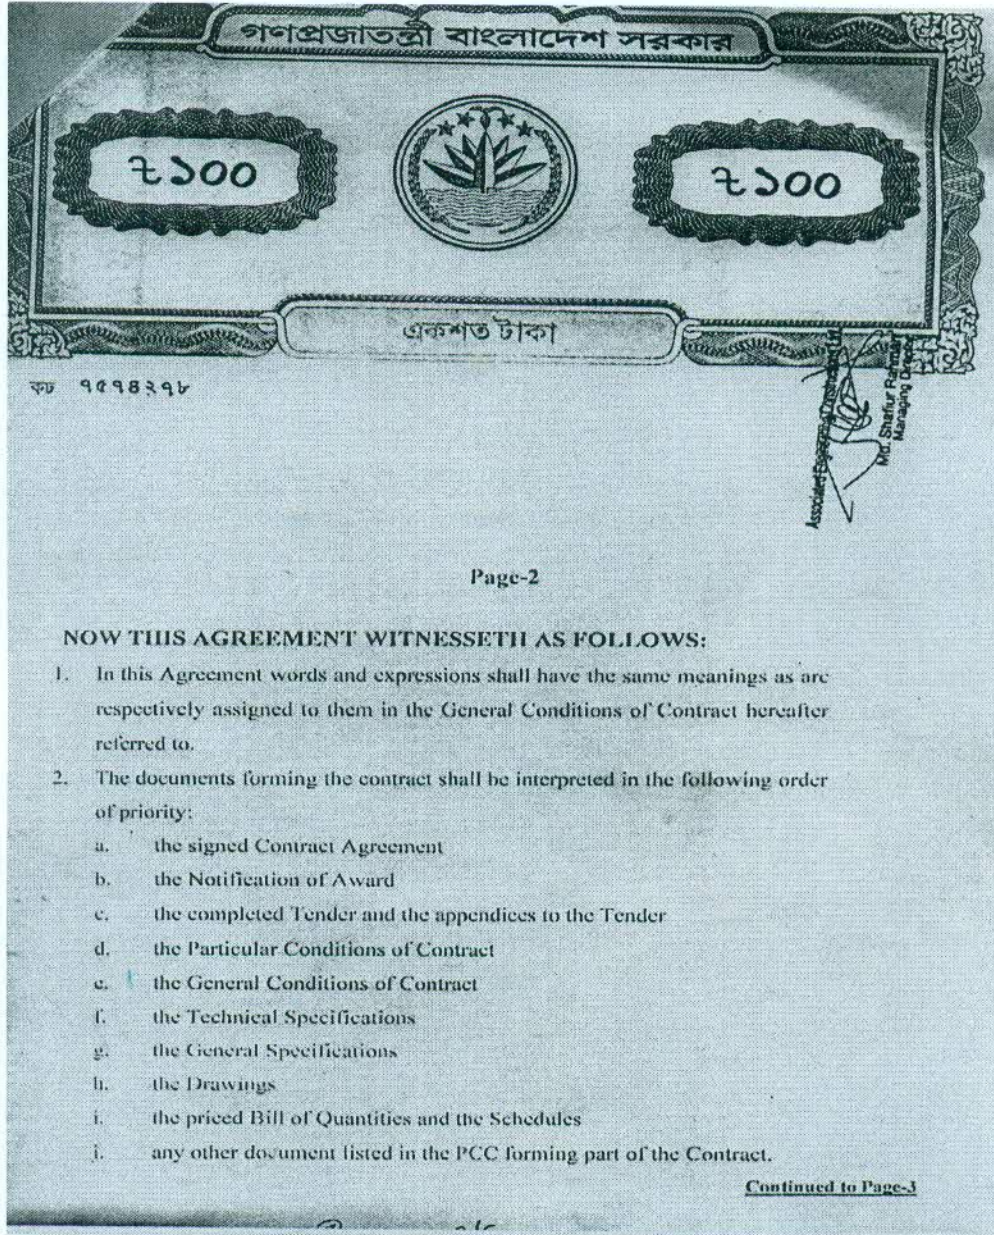 গণপ্রজাতন্ত্রী বাংলাদেশ সরকার
৳১০০
৳১০০
একশত টাকা
কচ ৭৫৭৪২৭৮
Associated Engineering Ltd.
Md. Shafiur Rahman
Managing Director
Page-2
NOW THIS AGREEMENT WITNESSETH AS FOLLOWS:
1. In this Agreement words and expressions shall have the same meanings as are
respectively assigned to them in the General Conditions of Contract hereafter
referred to.
2. The documents forming the contract shall be interpreted in the following order
of priority:
a. the signed Contract Agreement
b. the Notification of Award
c. the completed Tender and the appendices to the Tender
d. the Particular Conditions of Contract
e. the General Conditions of Contract
f. the Technical Specifications
g. the General Specifications
h. the Drawings
i. the priced Bill of Quantities and the Schedules
j. any other document listed in the PCC forming part of the Contract.
Continued to Page-3